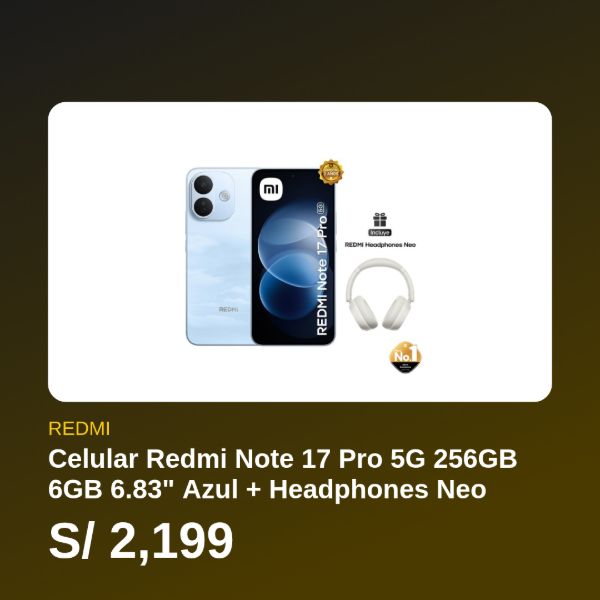 REDMI Note 17 Pro 5G
REDMI
Incluye
REDMI Headphones Neo
No.1
REDMI
Celular Redmi Note 17 Pro 5G 256GB
6GB 6.83" Azul + Headphones Neo
S/ 2,199